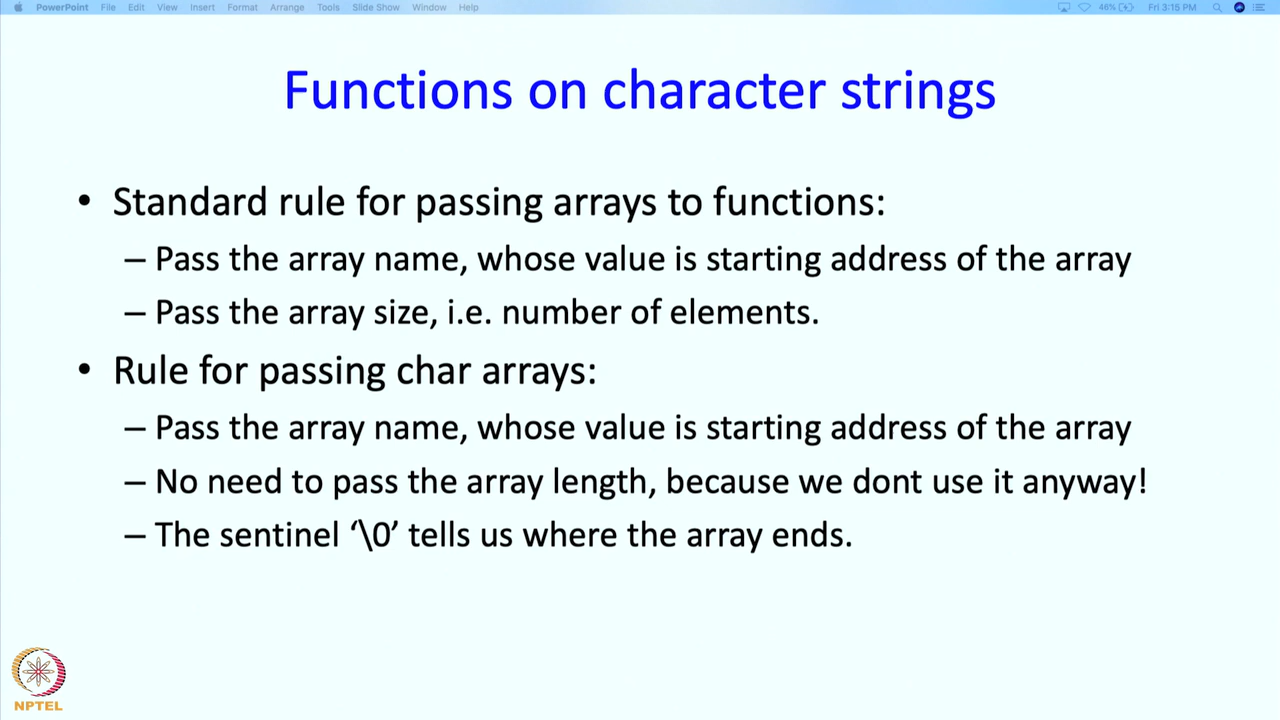 PowerPoint File Edit View Insert Format Arrange Tools Slide Show Window Help 46% Fri 3:15 PM
Functions on character strings
• Standard rule for passing arrays to functions:
– Pass the array name, whose value is starting address of the array
– Pass the array size, i.e. number of elements.
• Rule for passing char arrays:
– Pass the array name, whose value is starting address of the array
– No need to pass the array length, because we dont use it anyway!
– The sentinel ‘\0’ tells us where the array ends.
NPTEL